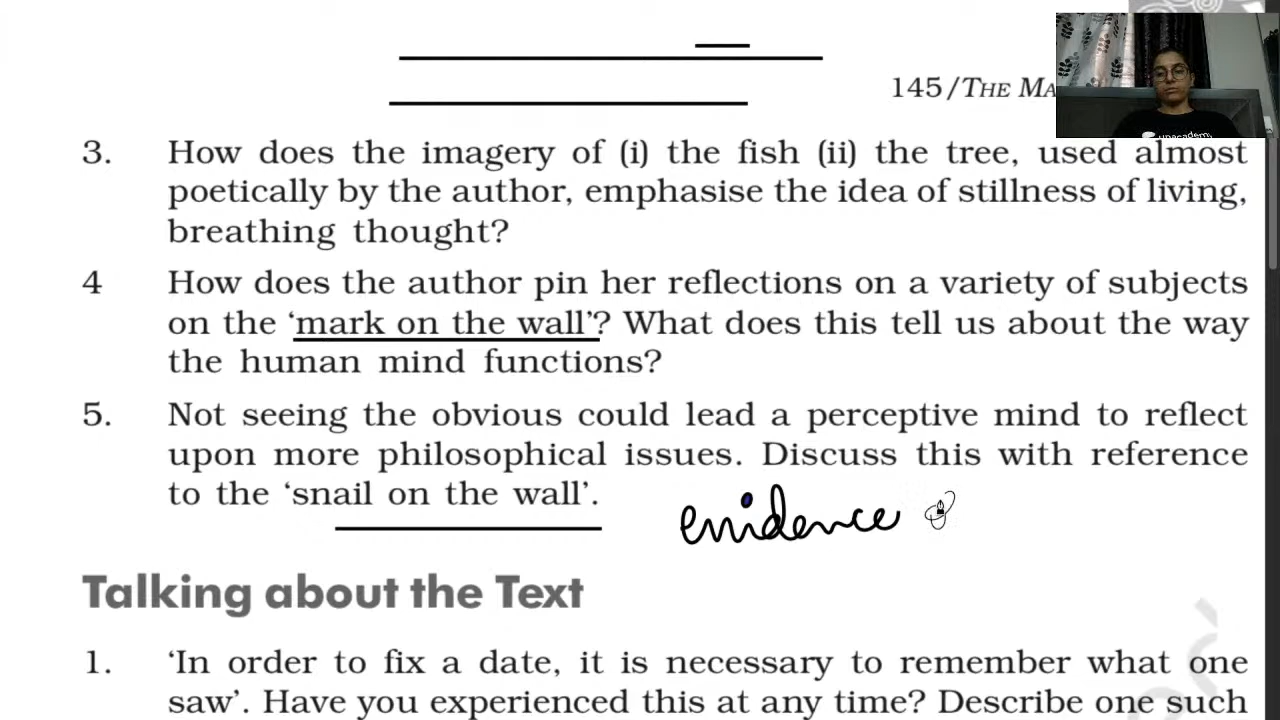 145/THE MA
3. How does the imagery of (i) the fish (ii) the tree, used almost
poetically by the author, emphasise the idea of stillness of living,
breathing thought?
4 How does the author pin her reflections on a variety of subjects
on the ‘mark on the wall’? What does this tell us about the way
the human mind functions?
5. Not seeing the obvious could lead a perceptive mind to reflect
upon more philosophical issues. Discuss this with reference
to the ‘snail on the wall’.
evidence
Talking about the Text
1. ‘In order to fix a date, it is necessary to remember what one
saw’. Have you experienced this at any time? Describe one such